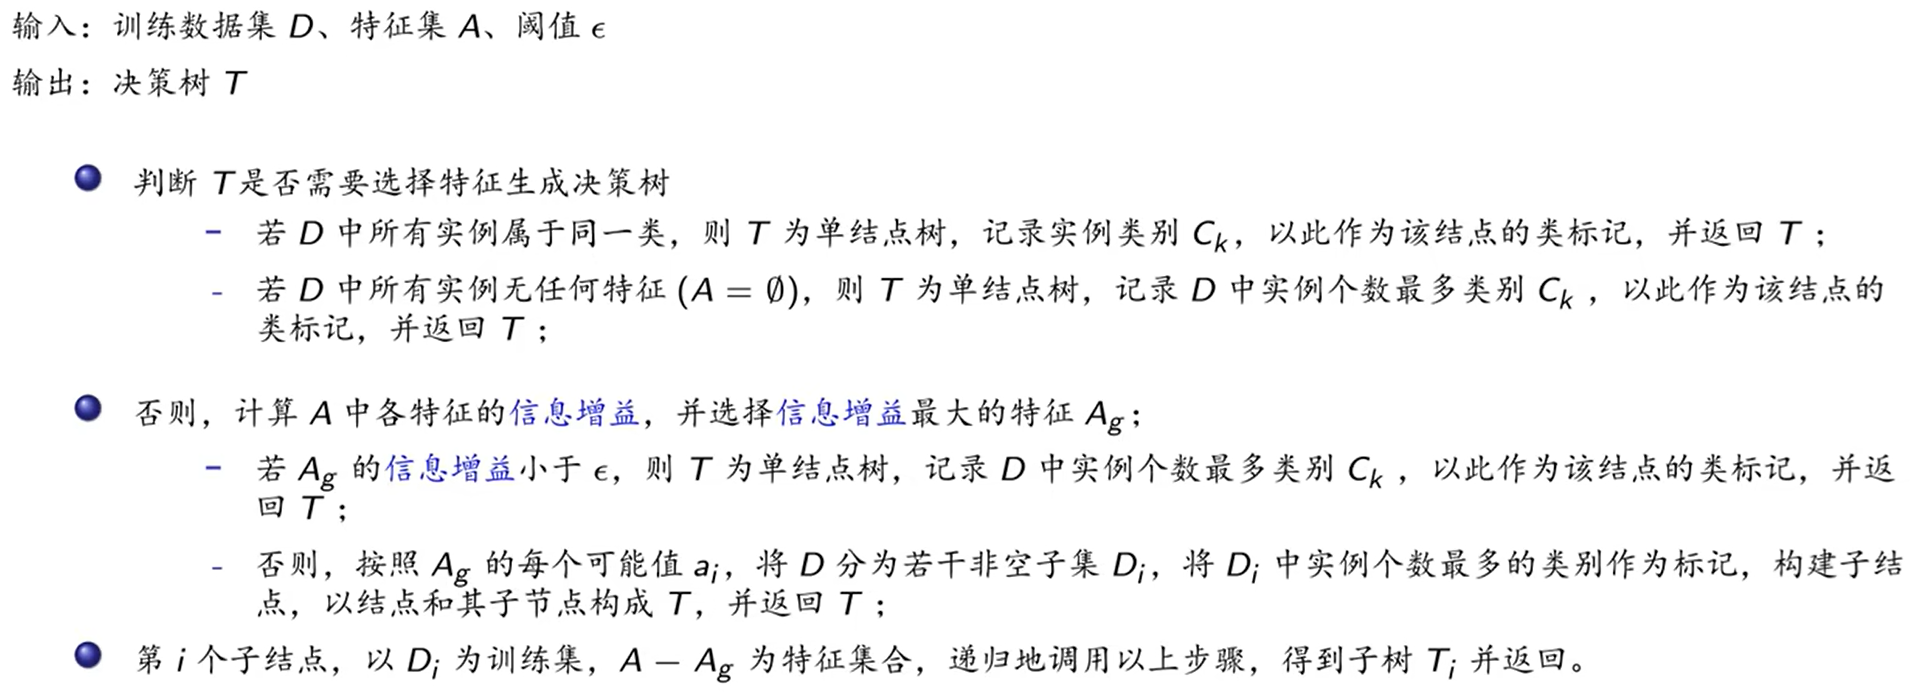 输入：训练数据集 D、特征集 A、阈值 ϵ
输出：决策树 T
判断 T是否需要选择特征生成决策树
– 若 D 中所有实例属于同一类，则 T 为单结点树，记录实例类别 Cₖ，以此作为该结点的类标记，并返回 T；
- 若 D 中所有实例无任何特征 (A = ∅)，则 T 为单结点树，记录 D 中实例个数最多类别 Cₖ ，以此作为该结点的
类标记，并返回 T；
否则，计算 A 中各特征的信息增益，并选择信息增益最大的特征 A_g；
– 若 A_g 的信息增益小于 ϵ，则 T 为单结点树，记录 D 中实例个数最多类别 Cₖ ，以此作为该结点的类标记，并返
回 T；
- 否则，按照 A_g 的每个可能值 aᵢ，将 D 分为若干非空子集 Dᵢ，将 Dᵢ 中实例个数最多的类别作为标记，构建子结
点，以结点和其子节点构成 T，并返回 T；
第 i 个子结点，以 Dᵢ 为训练集，A − A_g 为特征集合，递归地调用以上步骤，得到子树 Tᵢ 并返回。